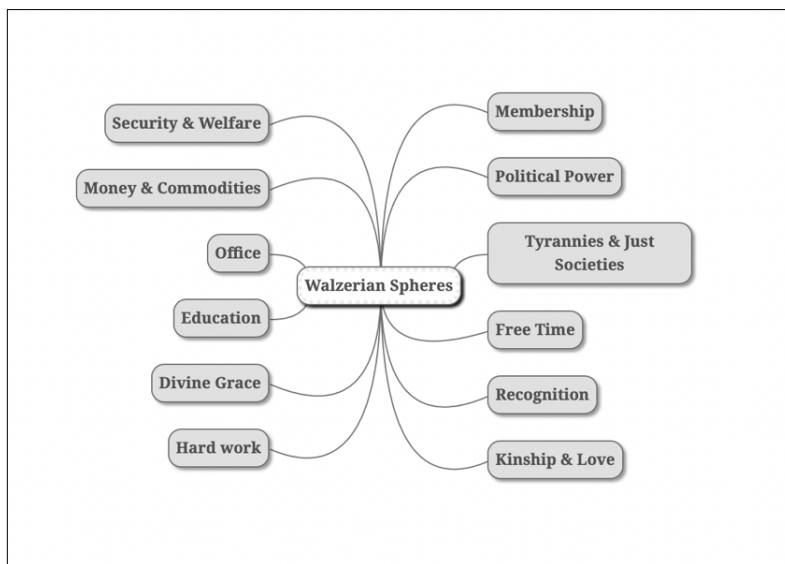 Security & Welfare
Money & Commodities
Office
Education
Divine Grace
Hard work
Walzerian Spheres
Membership
Political Power
Tyrannies & Just
Societies
Free Time
Recognition
Kinship & Love